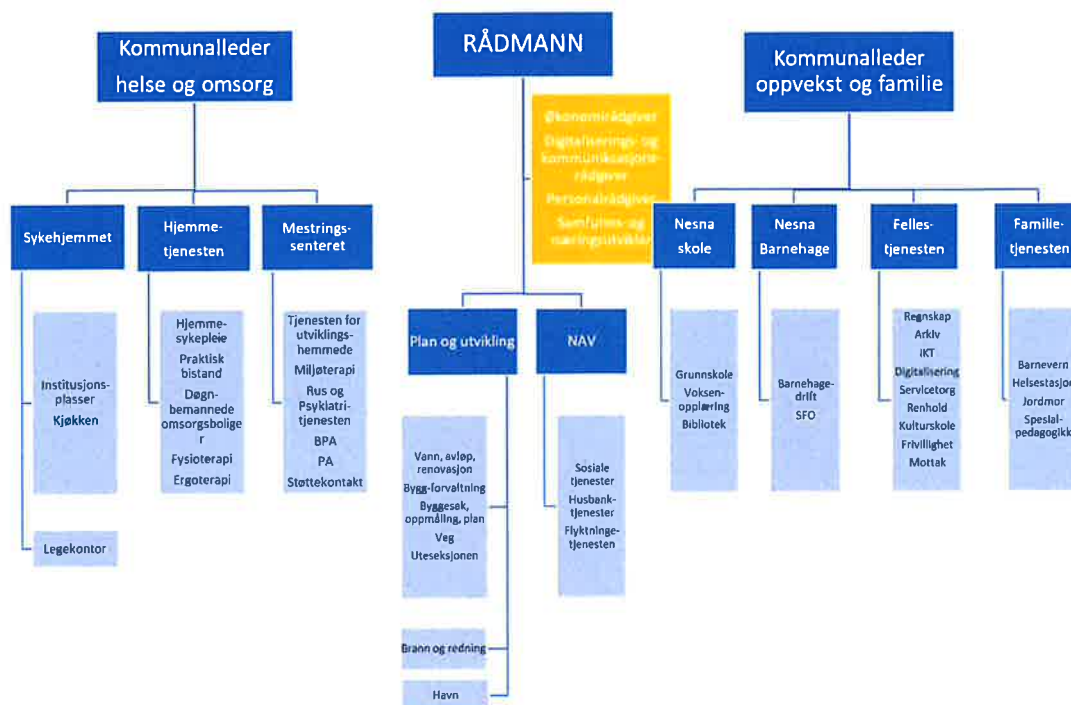 Kommunalleder
helse og omsorg
RÅDMANN
Kommunalleder
oppvekst og familie
Økonomirådgiver
Digitaliserings- og
kommunikasjons-
rådgiver
Personalrådgiver
Samfunns- og
næringsutvikler
Sykehjemmet
Hjemme-
tjenesten
Mestrings-
senteret
Nesna
skole
Nesna
Barnehage
Felles-
tjenesten
Familie-
tjenesten
Institusjons-
plasser
Kjøkken
Legekontor
Hjemme-
sykepleie
Praktisk
bistand
Døgn-
bemannede
omsorgsbolige
r
Fysioterapi
Ergoterapi
Tjenesten for
utviklings-
hemmede
Miljøterapi
Rus og
Psykiatri-
tjenesten
BPA
PA
Støttekontakt
Plan og utvikling
NAV
Vann, avløp,
renovasjon
Bygg-forvaltning
Byggesak,
oppmåling, plan
Veg
Uteseksjonen
Brann og redning
Havn
Sosiale
tjenester
Husbank-
tjenester
Flyktninge-
tjenesten
Grunnskole
Voksen-
opplæring
Bibliotek
Barnehage-
drift
SFO
Regnskap
Arkiv
IKT
Digitalisering
Servicetorg
Renhold
Kulturskole
Frivillighet
Mottak
Barnevern
Helsestasjon
Jordmor
Spesial-
pedagogikk